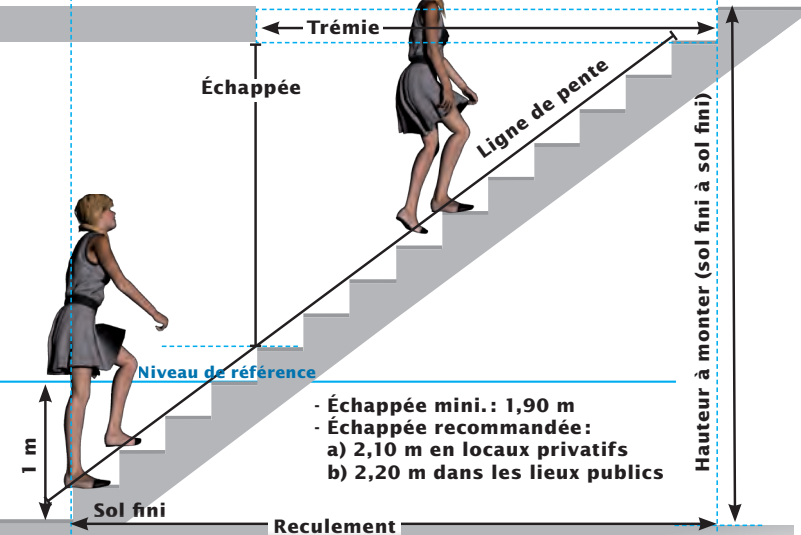 Trémie
Échappée
Ligne de pente
Hauteur à monter (sol fini à sol fini)
Niveau de référence
- Échappée mini. : 1,90 m
- Échappée recommandée :
a) 2,10 m en locaux privatifs
b) 2,20 m dans les lieux publics
1 m
Sol fini
Reculement